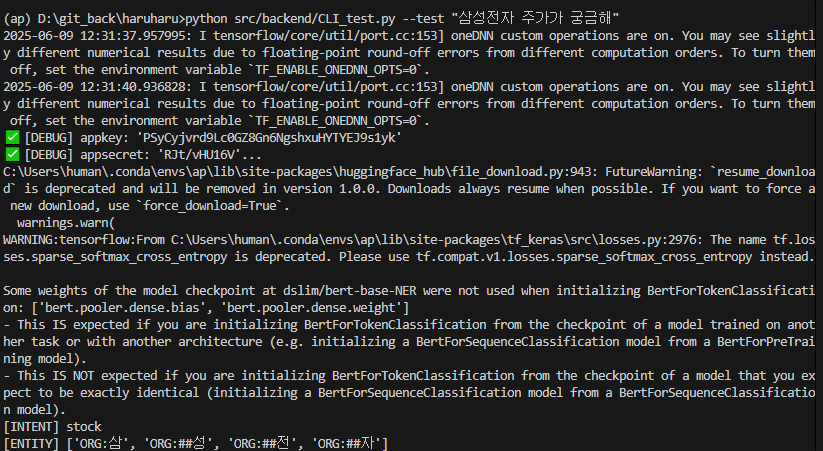 (ap) D:\git_back\haruharu>python src/backend/CLI_test.py --test "삼성전자 주가가 궁금해"
2025-06-09 12:31:37.957995: I tensorflow/core/util/port.cc:153] oneDNN custom operations are on. You may see slightl
y different numerical results due to floating-point round-off errors from different computation orders. To turn them
 off, set the environment variable `TF_ENABLE_ONEDNN_OPTS=0`.
2025-06-09 12:31:40.936828: I tensorflow/core/util/port.cc:153] oneDNN custom operations are on. You may see slightl
y different numerical results due to floating-point round-off errors from different computation orders. To turn them
 off, set the environment variable `TF_ENABLE_ONEDNN_OPTS=0`.
✅ [DEBUG] appkey: 'PSyCyjvrd9Lc0GZ8Gn6NgshxuHYTYEJ9s1yk'
✅ [DEBUG] appsecret: 'RJt/vHU16V'...
C:\Users\human\.conda\envs\ap\lib\site-packages\huggingface_hub\file_download.py:943: FutureWarning: `resume_downloa
d` is deprecated and will be removed in version 1.0.0. Downloads always resume when possible. If you want to force a
 new download, use `force_download=True`.
  warnings.warn(
WARNING:tensorflow:From C:\Users\human\.conda\envs\ap\lib\site-packages\tf_keras\src\losses.py:2976: The name tf.los
ses.sparse_softmax_cross_entropy is deprecated. Please use tf.compat.v1.losses.sparse_softmax_cross_entropy instead.
Some weights of the model checkpoint at dslim/bert-base-NER were not used when initializing BertForTokenClassificati
on: ['bert.pooler.dense.bias', 'bert.pooler.dense.weight']
- This IS expected if you are initializing BertForTokenClassification from the checkpoint of a model trained on anot
her task or with another architecture (e.g. initializing a BertForSequenceClassification model from a BertForPreTrai
ning model).
- This IS NOT expected if you are initializing BertForTokenClassification from the checkpoint of a model that you ex
pect to be exactly identical (initializing a BertForSequenceClassification model from a BertForSequenceClassificatio
n model).
[INTENT] stock
[ENTITY] ['ORG:삼', 'ORG:##성', 'ORG:##전', 'ORG:##자']